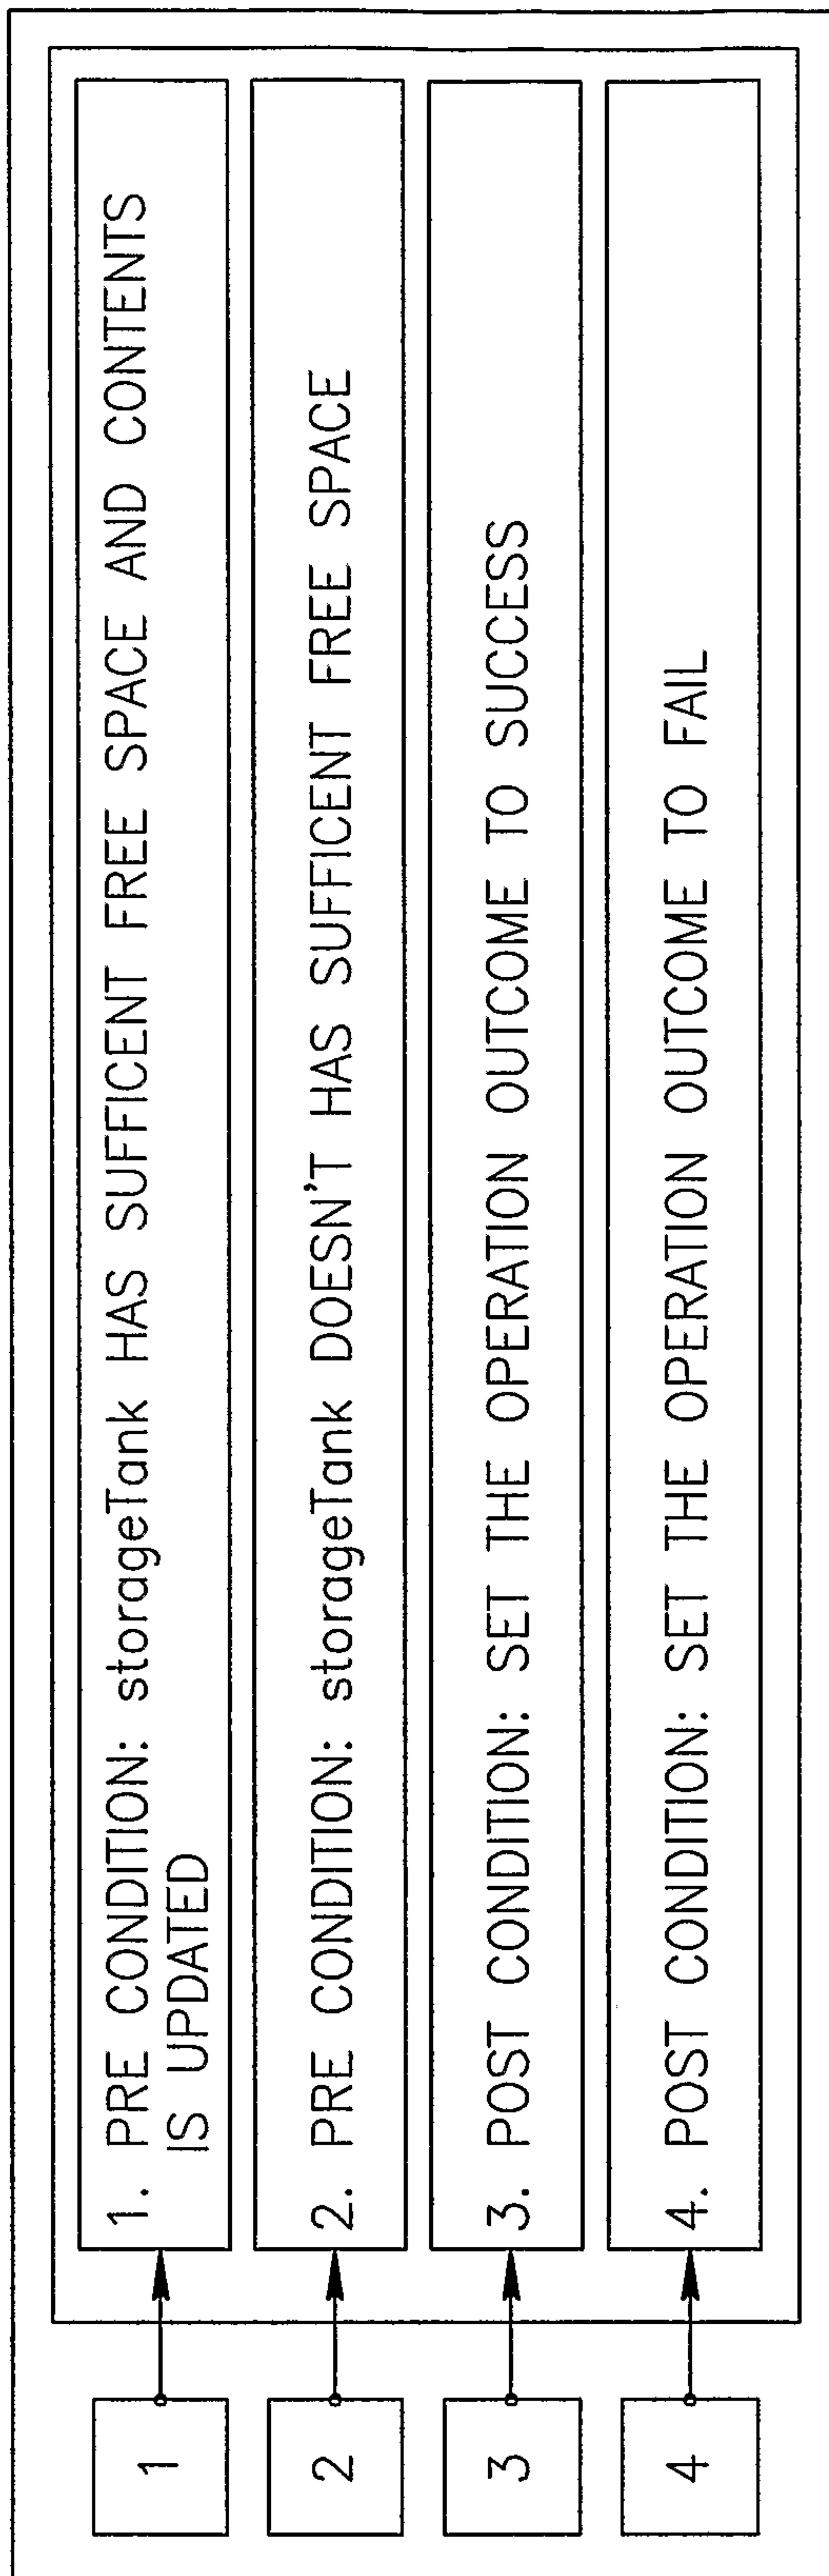 1
1. PRE CONDITION: storageTank HAS SUFFICENT FREE SPACE AND CONTENTS
IS UPDATED
2
2. PRE CONDITION: storageTank DOESN'T HAS SUFFICENT FREE SPACE
3
3. POST CONDITION: SET THE OPERATION OUTCOME TO SUCCESS
4
4. POST CONDITION: SET THE OPERATION OUTCOME TO FAIL